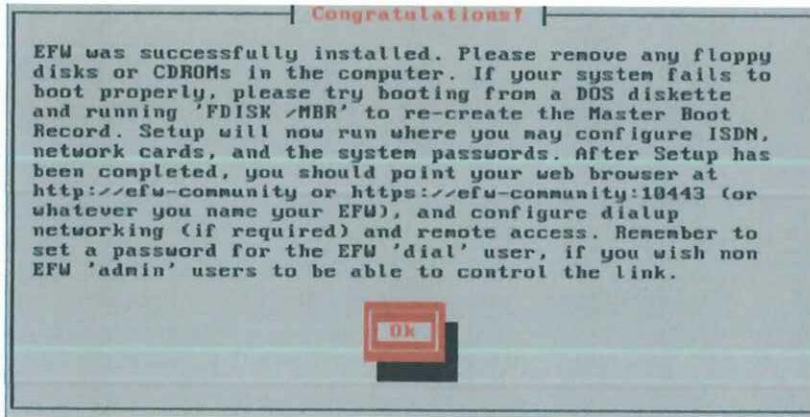 Congratulations!
EFW was successfully installed. Please remove any floppy
disks or CDROMs in the computer. If your system fails to
boot properly, please try booting from a DOS diskette
and running 'FDISK /MBR' to re-create the Master Boot
Record. Setup will now run where you may configure ISDN,
network cards, and the system passwords. After Setup has
been completed, you should point your web browser at
http://efw-community or https://efw-community:10443 (or
whatever you name your EFW), and configure dialup
networking (if required) and remote access. Remember to
set a password for the EFW 'dial' user, if you wish non
EFW 'admin' users to be able to control the link.
Ok